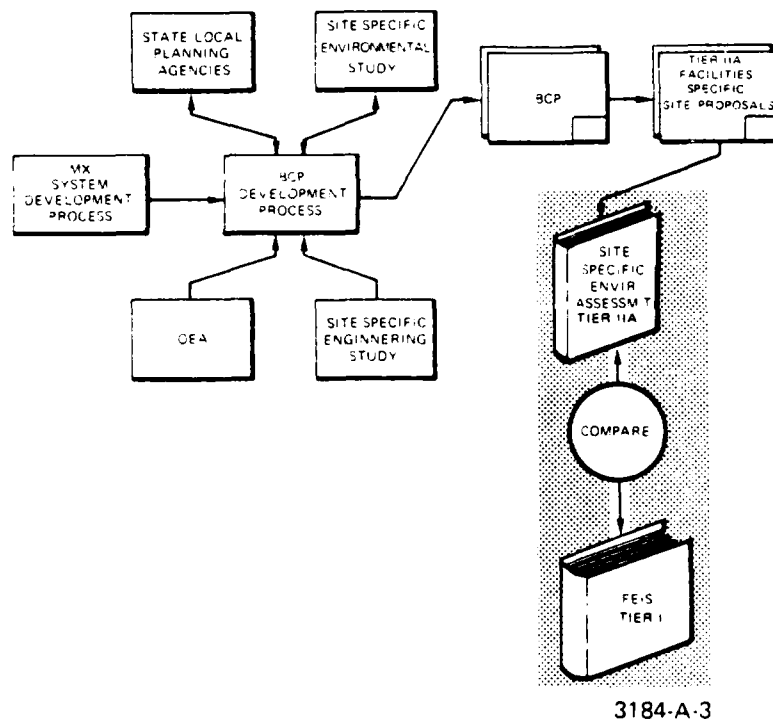 STATE LOCAL
PLANNING
AGENCIES
SITE SPECIFIC
ENVIRONMENTAL
STUDY
BCP
TIER IIA
FACILITIES
SPECIFIC
SITE PROPOSALS
MX
SYSTEM
DEVELOPMENT
PROCESS
BCP
DEVELOPMENT
PROCESS
OEA
SITE SPECIFIC
ENGINNERING
STUDY
SITE
SPECIFIC
ENVIR
ASSESSM'T
TIER IIA
COMPARE
FEIS
TIER I
3184-A-3